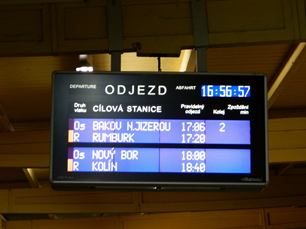 DEPARTURE ODJEZD ABFAHRT 16:56:57
Druh vlaku CÍLOVÁ STANICE Pravidelný odjezd Kolej Zpoždění min
Os BAKOV N.JIZEROU 17:06 2
R RUMBURK 17:20
Os NOVÝ BOR 18:00
R KOLÍN 18:40